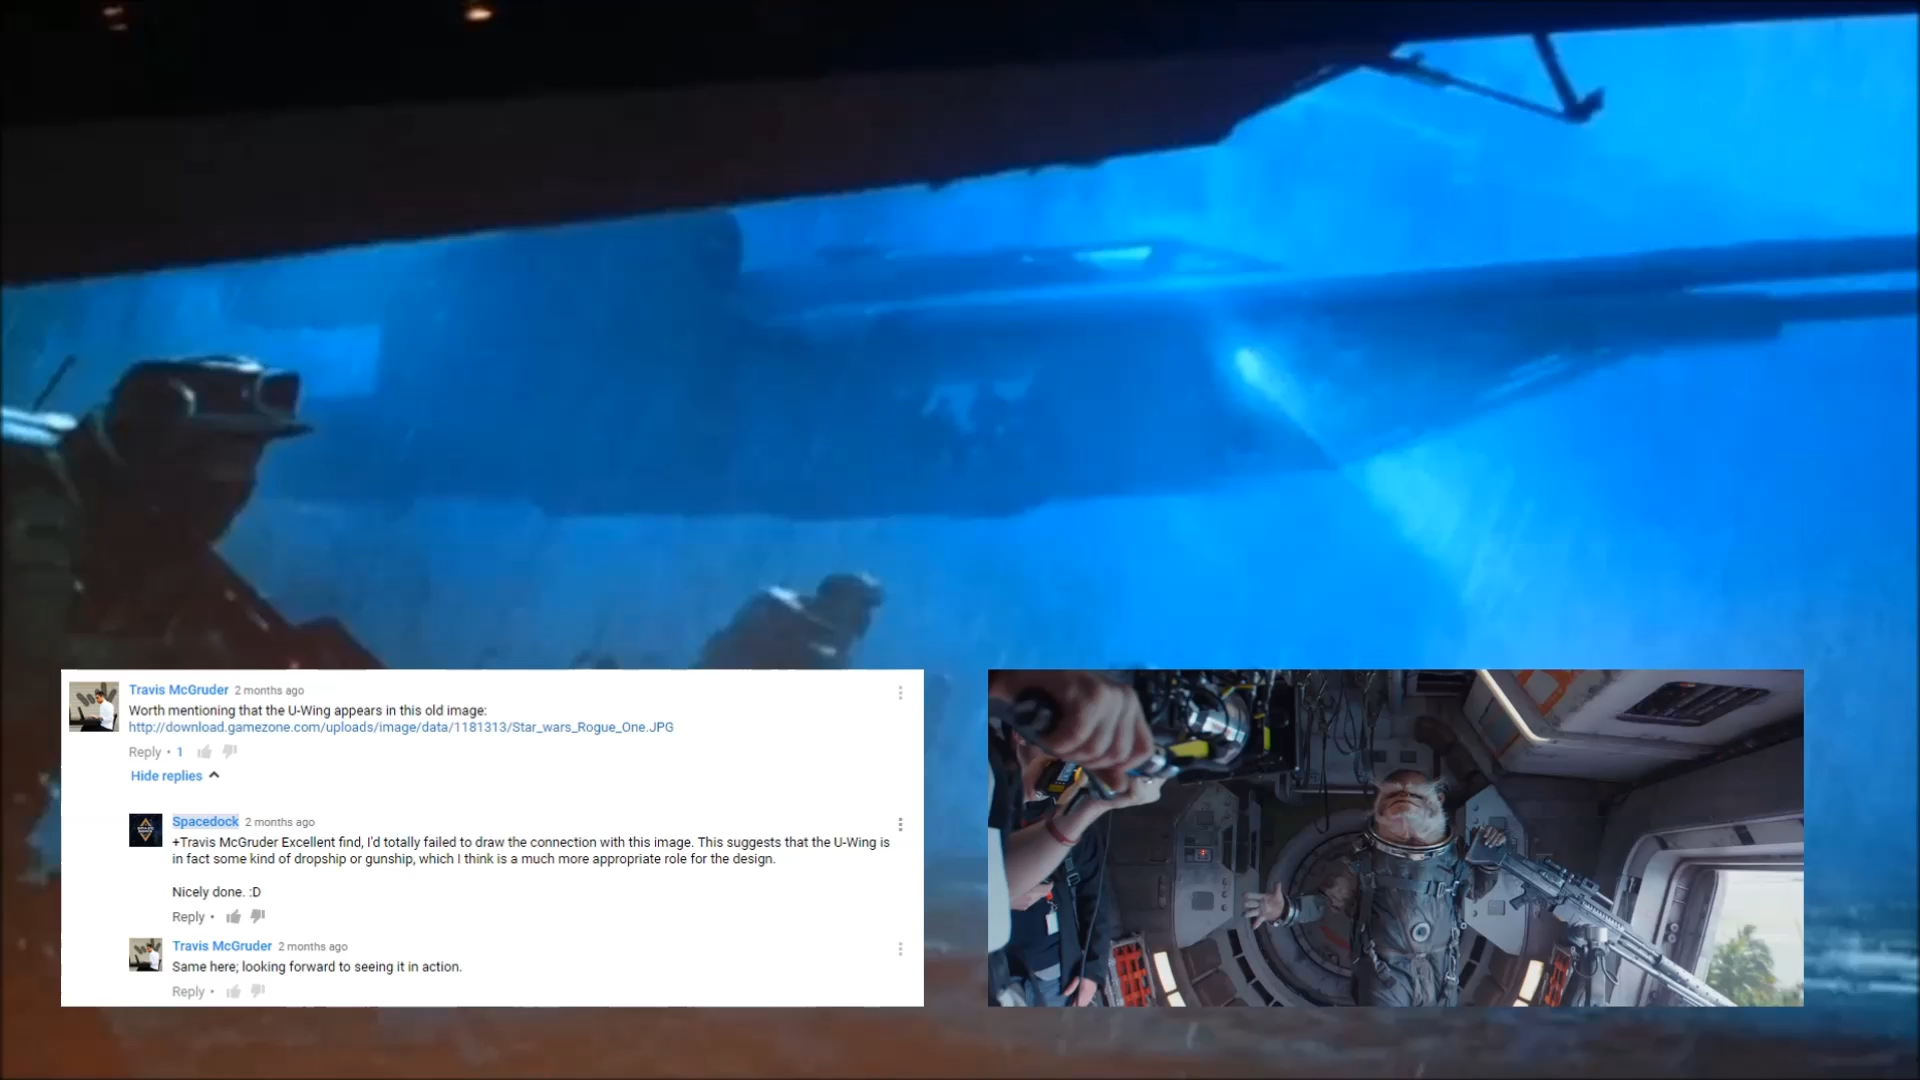 Travis McGruder 2 months ago
Worth mentioning that the U-Wing appears in this old image:
http://download.gamezone.com/uploads/image/data/1181313/Star_wars_Rogue_One.JPG
Reply • 1
Hide replies
Spacedock 2 months ago
+Travis McGruder Excellent find, I'd totally failed to draw the connection with this image. This suggests that the U-Wing is
in fact some kind of dropship or gunship, which I think is a much more appropriate role for the design.
Nicely done. :D
Reply •
Travis McGruder 2 months ago
Same here; looking forward to seeing it in action.
Reply •